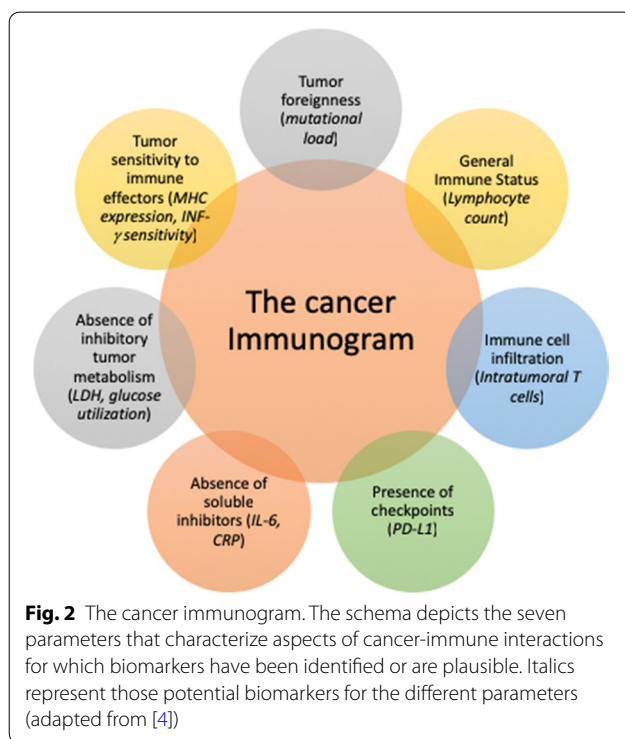 Tumor
foreignness
(mutational
load)
Tumor
sensitivity to
immune
effectors (MHC
expression, INF-
γ sensitivity)
General
Immune Status
(Lymphocyte
count)
The cancer
Immunogram
Absence of
inhibitory
tumor
metabolism
(LDH, glucose
utilization)
Immune cell
infiltration
(Intratumoral T
cells)
Absence of
soluble
inhibitors (IL-6,
CRP)
Presence of
checkpoints
(PD-L1)
Fig. 2 The cancer immunogram. The schema depicts the seven
parameters that characterize aspects of cancer-immune interactions
for which biomarkers have been identified or are plausible. Italics
represent those potential biomarkers for the different parameters
(adapted from [4])